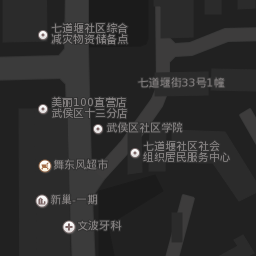 七道堰社区综合
减灾物资储备点
七道堰街33号1幢
美丽100直营店
武侯区十三分店
武侯区社区学院
七道堰社区社会
组织居民服务中心
舞东风超市
新巢·一期
文波牙科